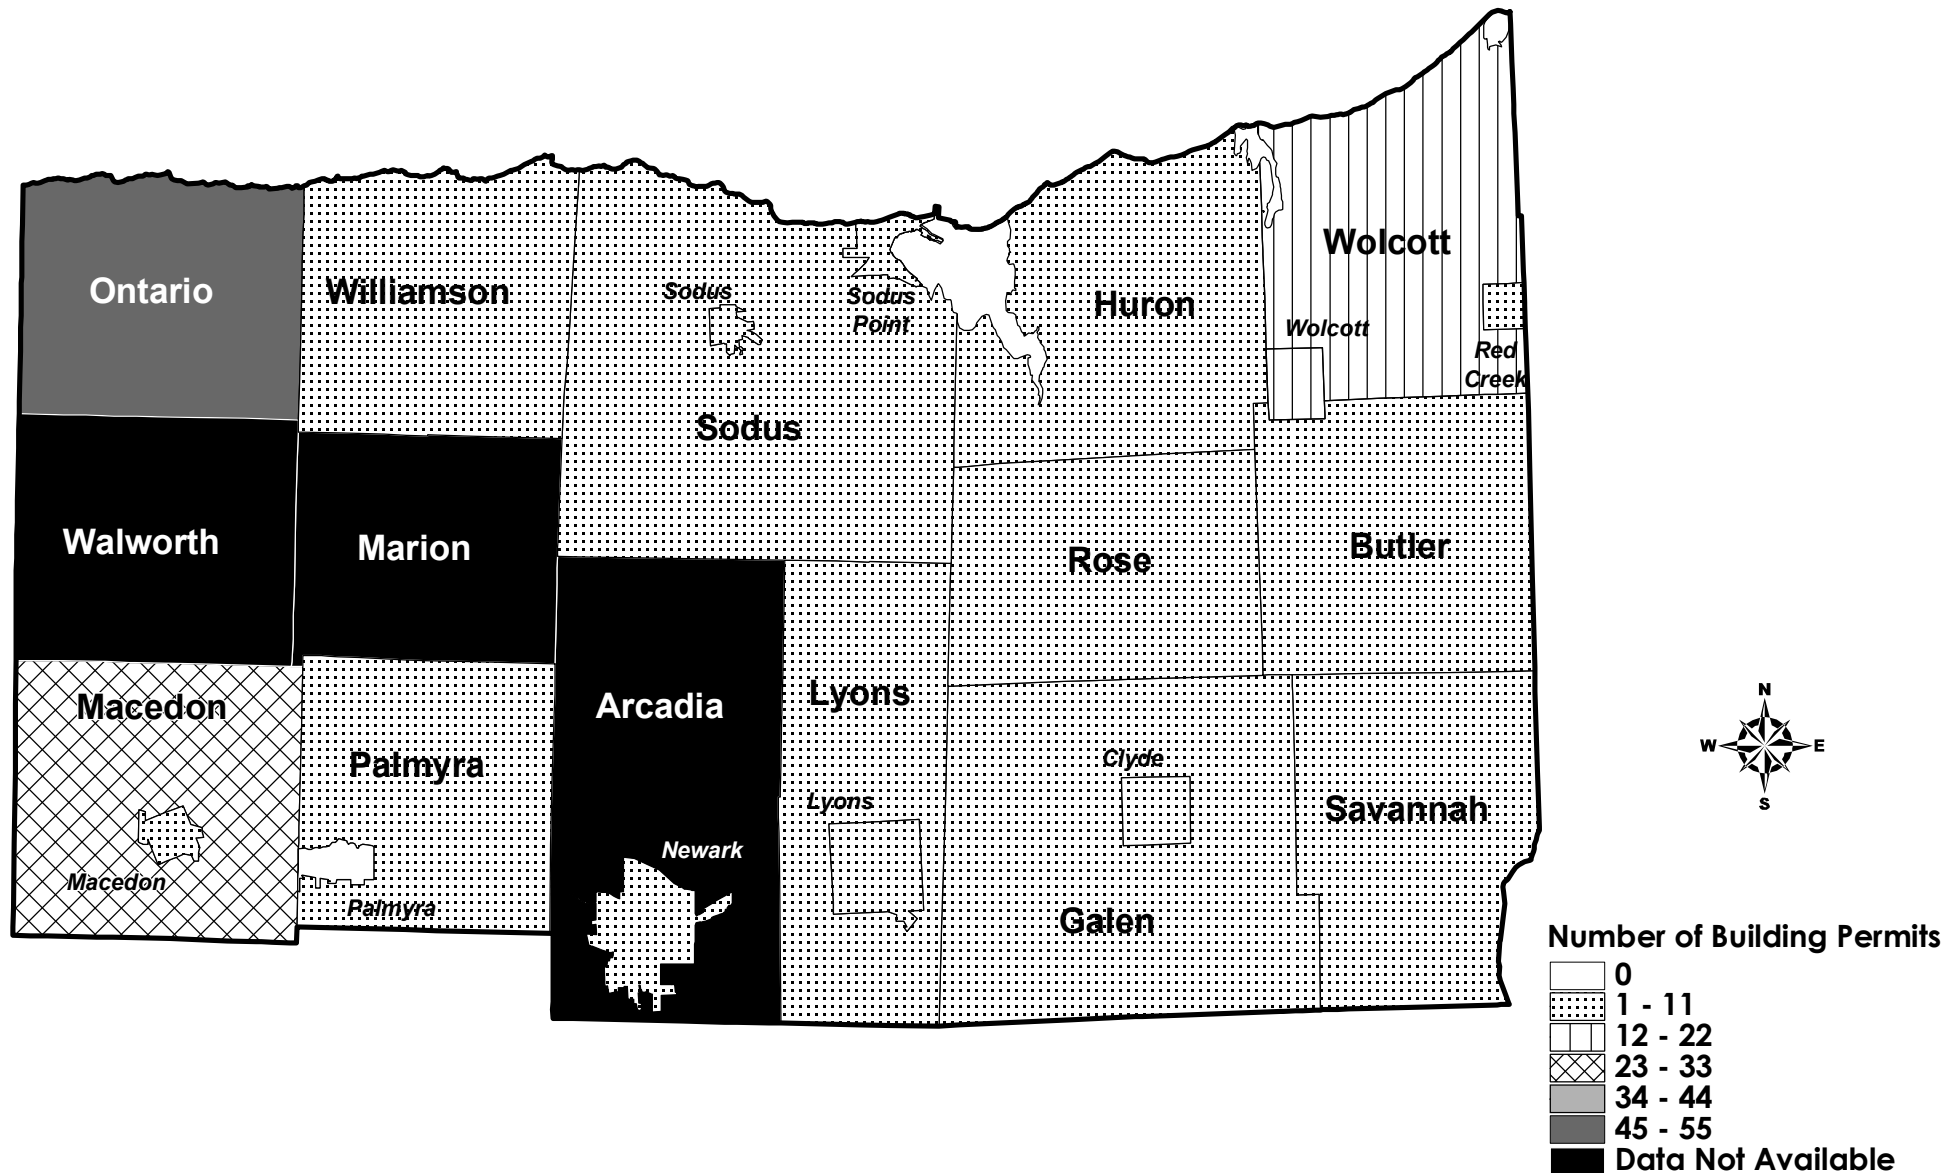 Ontario
Williamson
Sodus
Sodus
Point
Huron
Wolcott
Wolcott
Red
Creek
Sodus
Walworth
Marion
Rose
Butler
Macedon
Arcadia
Lyons
Palmyra
Clyde
Lyons
Savannah
Newark
Macedon
Palmyra
Galen
N
W
E
S
Number of Building Permits
0
1 - 11
12 - 22
23 - 33
34 - 44
45 - 55
Data Not Available